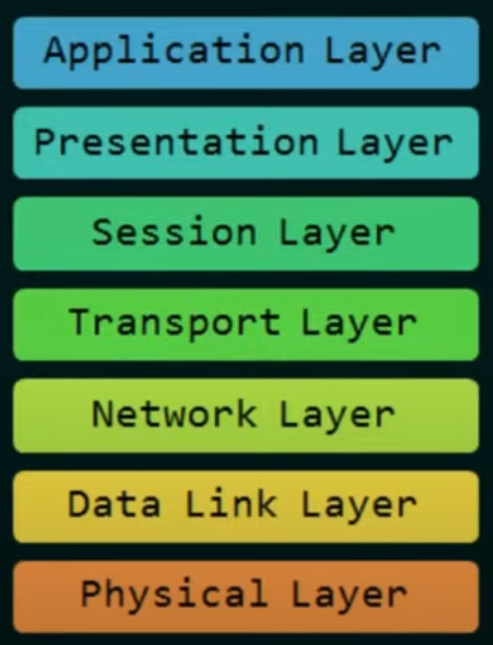 Application Layer
Presentation Layer
Session Layer
Transport Layer
Network Layer
Data Link Layer
Physical Layer